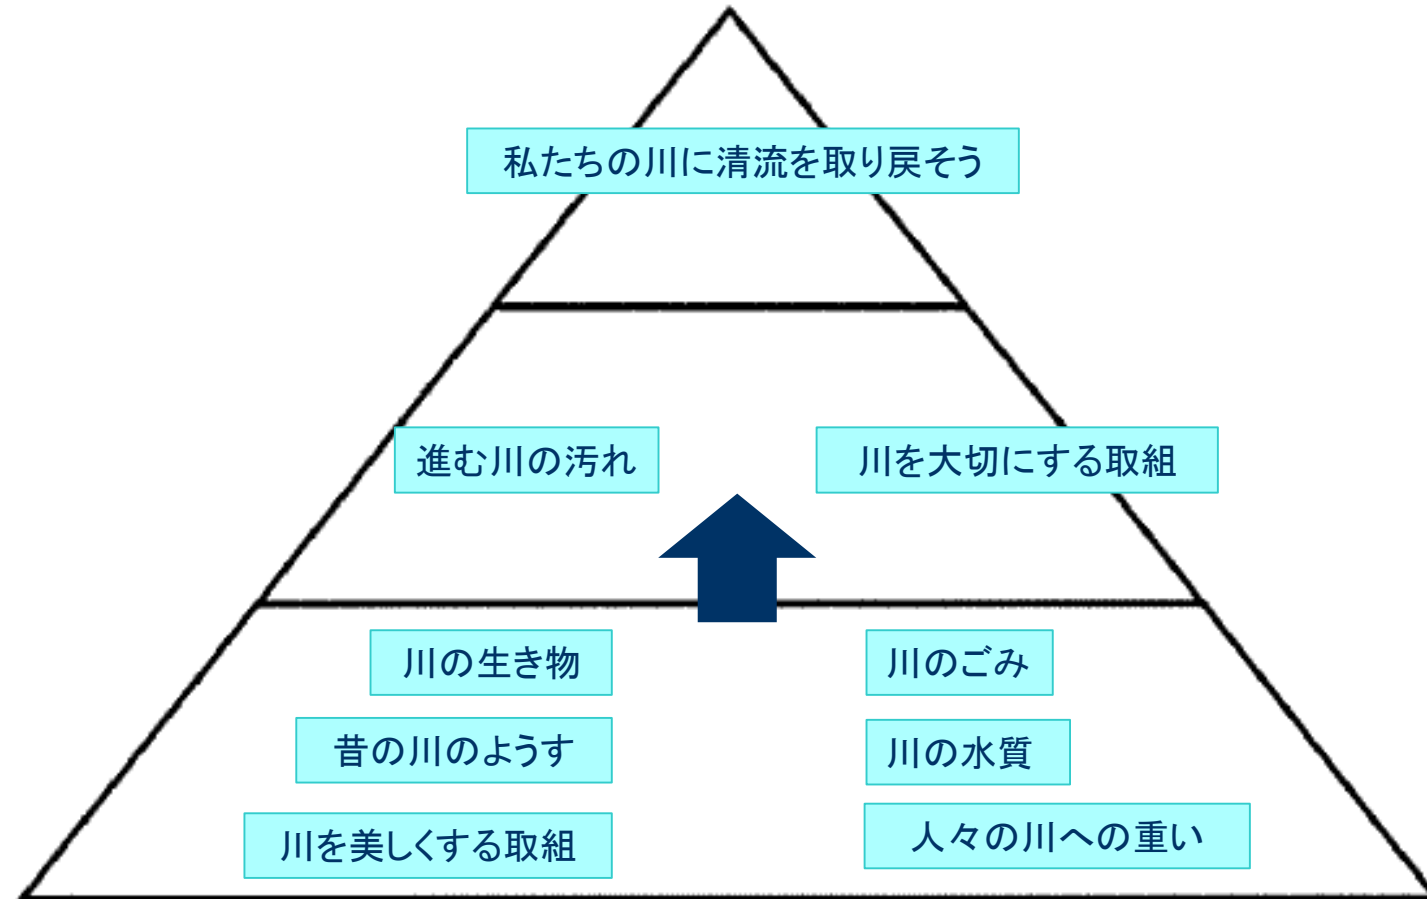 私たちの川に清流を取り戻そう
進む川の汚れ
川を大切にする取組
川の生き物
川のごみ
昔の川のようす
川の水質
川を美しくする取組
人々の川への重い